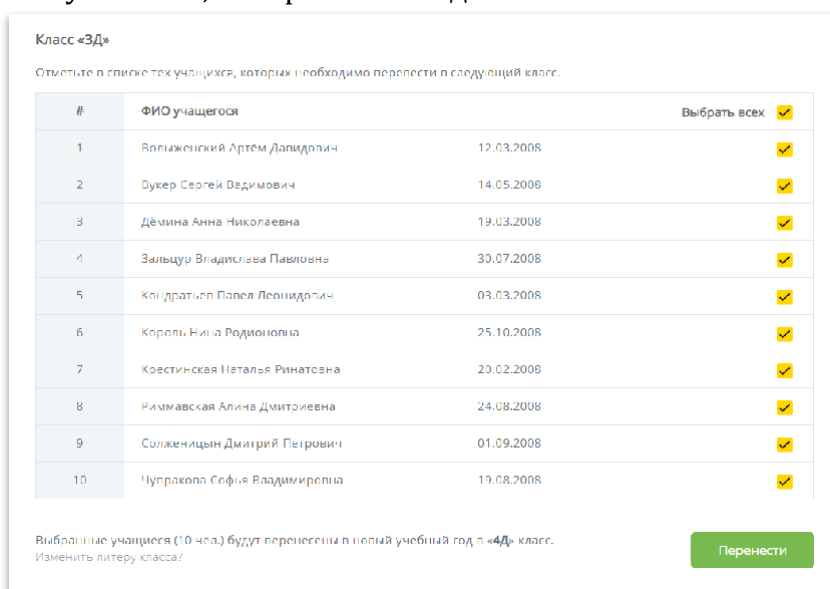 Класс «3Д»
Отметьте в списке тех учащихся, которых необходимо перевести в следующий класс.
# ФИО учащегося Выбрать всех
1 Волыженский Артём Давидович 12.03.2008
2 Вукер Сергей Вадимович 14.05.2008
3 Дёмина Анна Николаевна 19.03.2008
4 Зальцур Владислава Павловна 30.07.2008
5 Кондратьев Павел Леонидович 03.03.2008
6 Король Нина Родионовна 25.10.2008
7 Крестинская Наталья Ринатовна 20.02.2008
8 Риммавская Алина Дмитриевна 24.08.2008
9 Солженицын Дмитрий Петрович 01.09.2008
10 Чупракова Софья Владимировна 19.08.2008
Выбранные учащиеся (10 чел.) будут перенесены в новый учебный год в «4Д» класс.
Изменить литеру класса?
Перенести